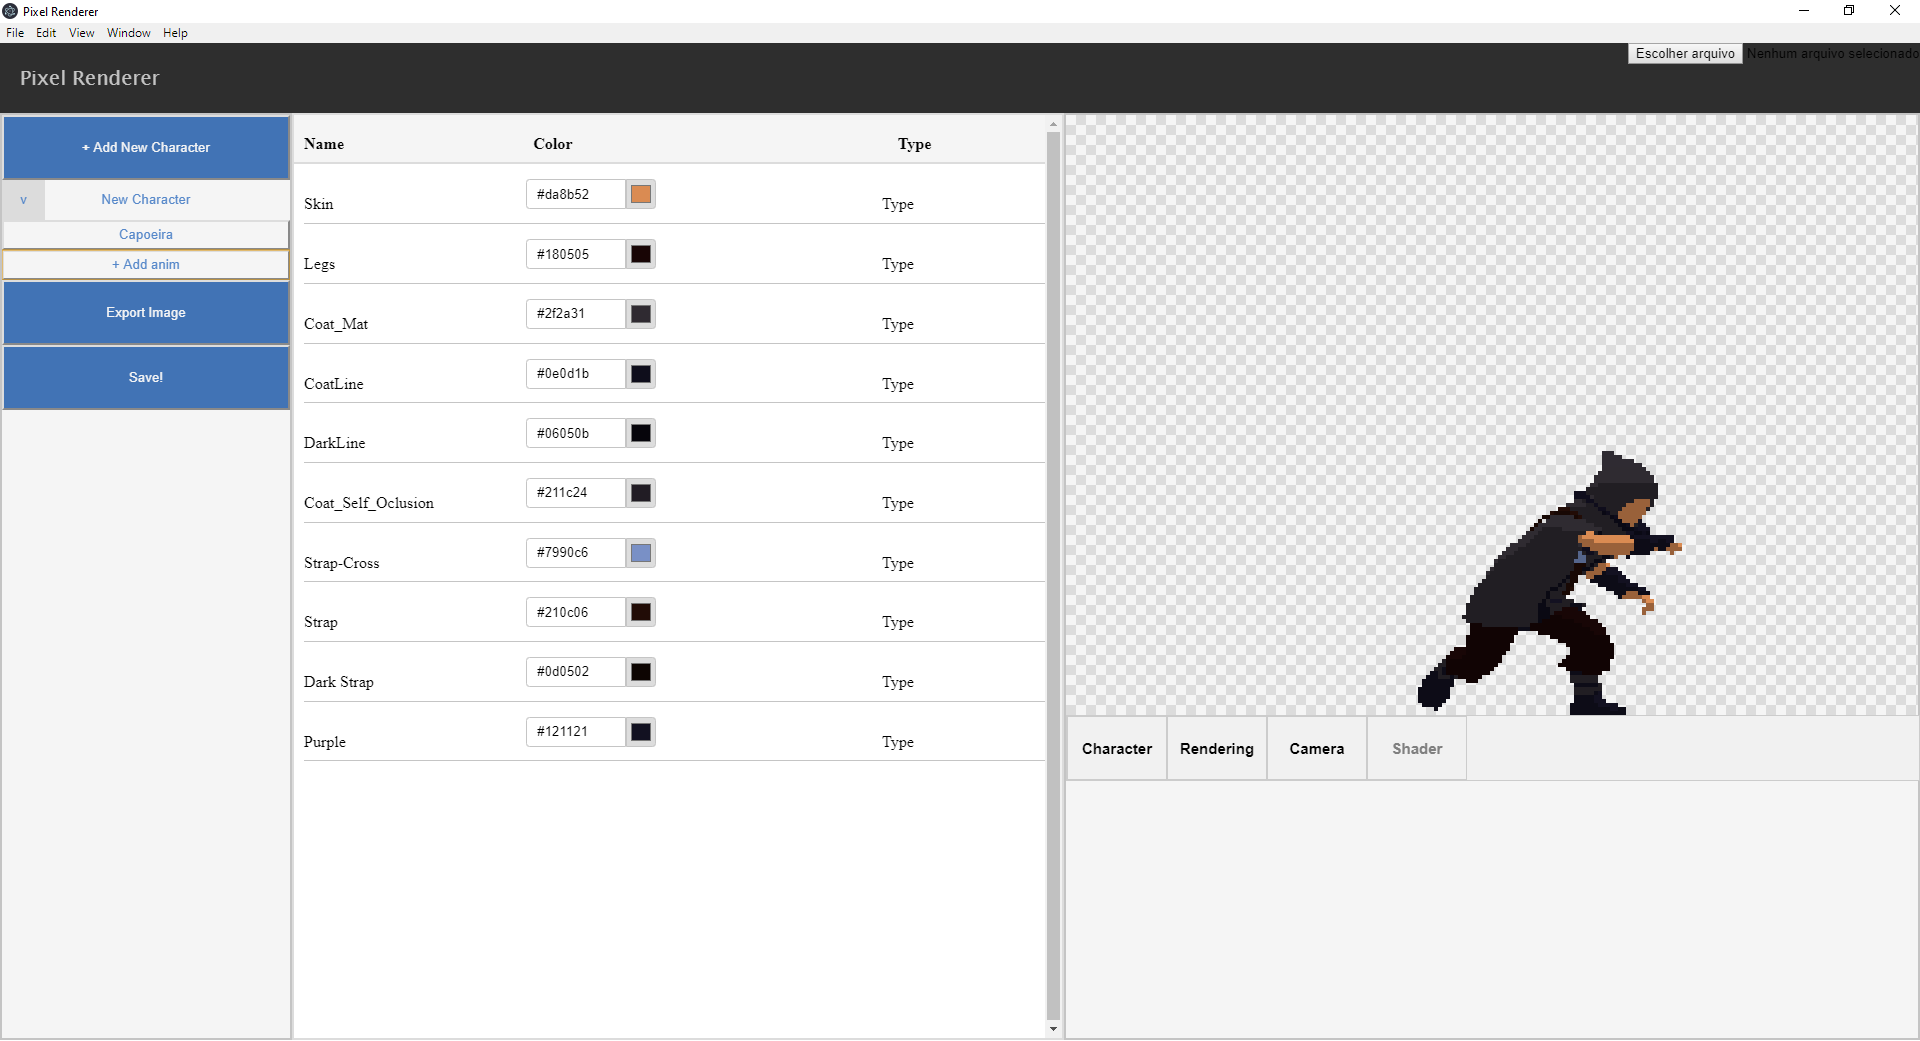 Pixel Renderer
File Edit View Window Help
Escolher arquivo Nenhum arquivo selecionado
Pixel Renderer
+ Add New Character
v New Character
Capoeira
+ Add anim
Export Image
Save!
Name Color Type
Skin #da8b52 Type
Legs #180505 Type
Coat_Mat #2f2a31 Type
CoatLine #0e0d1b Type
DarkLine #06050b Type
Coat_Self_Oclusion #211c24 Type
Strap-Cross #7990c6 Type
Strap #210c06 Type
Dark Strap #0d0502 Type
Purple #121121 Type
Character Rendering Camera Shader